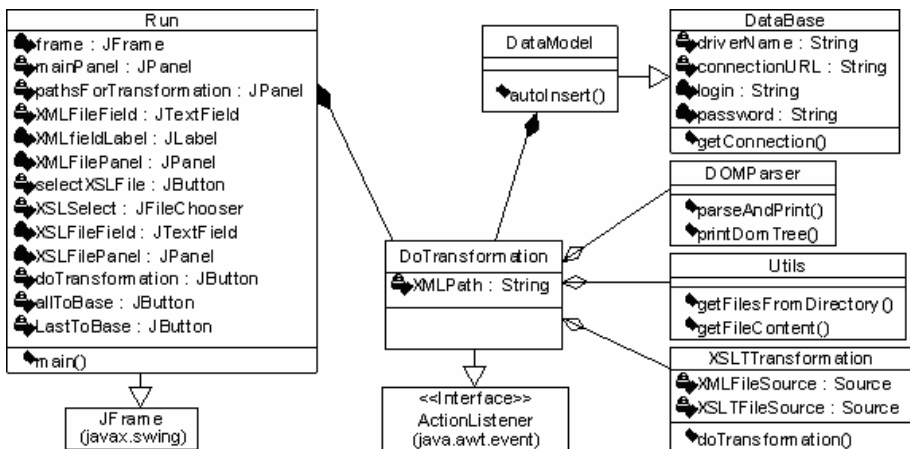 Run
frame : JFrame
mainPanel : JPanel
pathsForTransformation : JPanel
XMLFileField : JTextField
XMLfieldLabel : JLabel
XMLFilePanel : JPanel
selectXSLFile : JButton
XSLSelect : JFileChooser
XSLFileField : JTextField
XSLFilePanel : JPanel
doTransformation : JButton
allToBase : JButton
LastToBase : JButton
main()
JFrame
(javax.swing)
DataModel
autoInsert()
DoTransformation
XMLPath : String
<<Interface>>
ActionListener
(java.awt.event)
DataBase
driverName : String
connectionURL : String
login : String
password : String
getConnection()
DOMParser
parseAndPrint()
printDomTree()
Utils
getFilesFromDirectory()
getFileContent()
XSLTTransformation
XMLFileSource : Source
XSLTFileSource : Source
doTransformation()